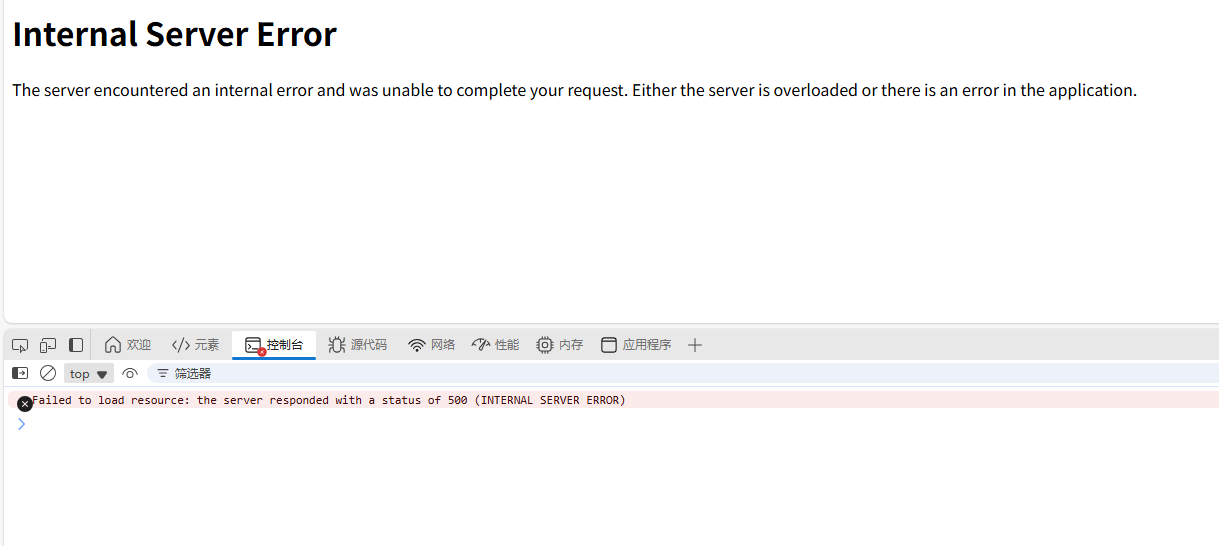 Internal Server Error
The server encountered an internal error and was unable to complete your request. Either the server is overloaded or there is an error in the application.
欢迎 元素 控制台 源代码 网络 性能 内存 应用程序
top 筛选器
Failed to load resource: the server responded with a status of 500 (INTERNAL SERVER ERROR)